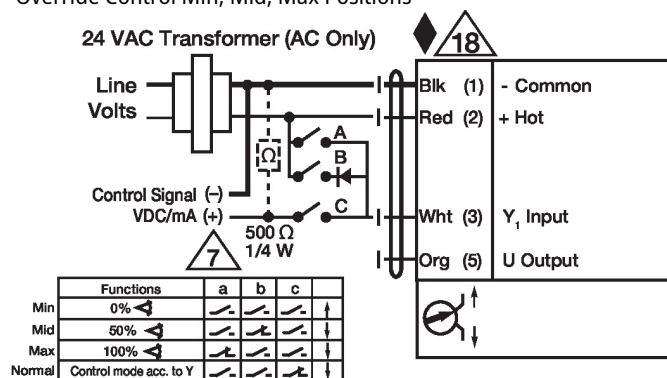 Override Control Min, Mid, Max Positions
24 VAC Transformer (AC Only)
18
Line
Volts
Blk (1) - Common
Red (2) + Hot
A
B
Ω
C
Control Signal (–)
VDC/mA (+)
Wht (3) Y1 Input
500 Ω
1/4 W
7
Org (5) U Output
Functions a b c
Min 0%
Mid 50%
Max 100%
Normal Control mode acc. to Y